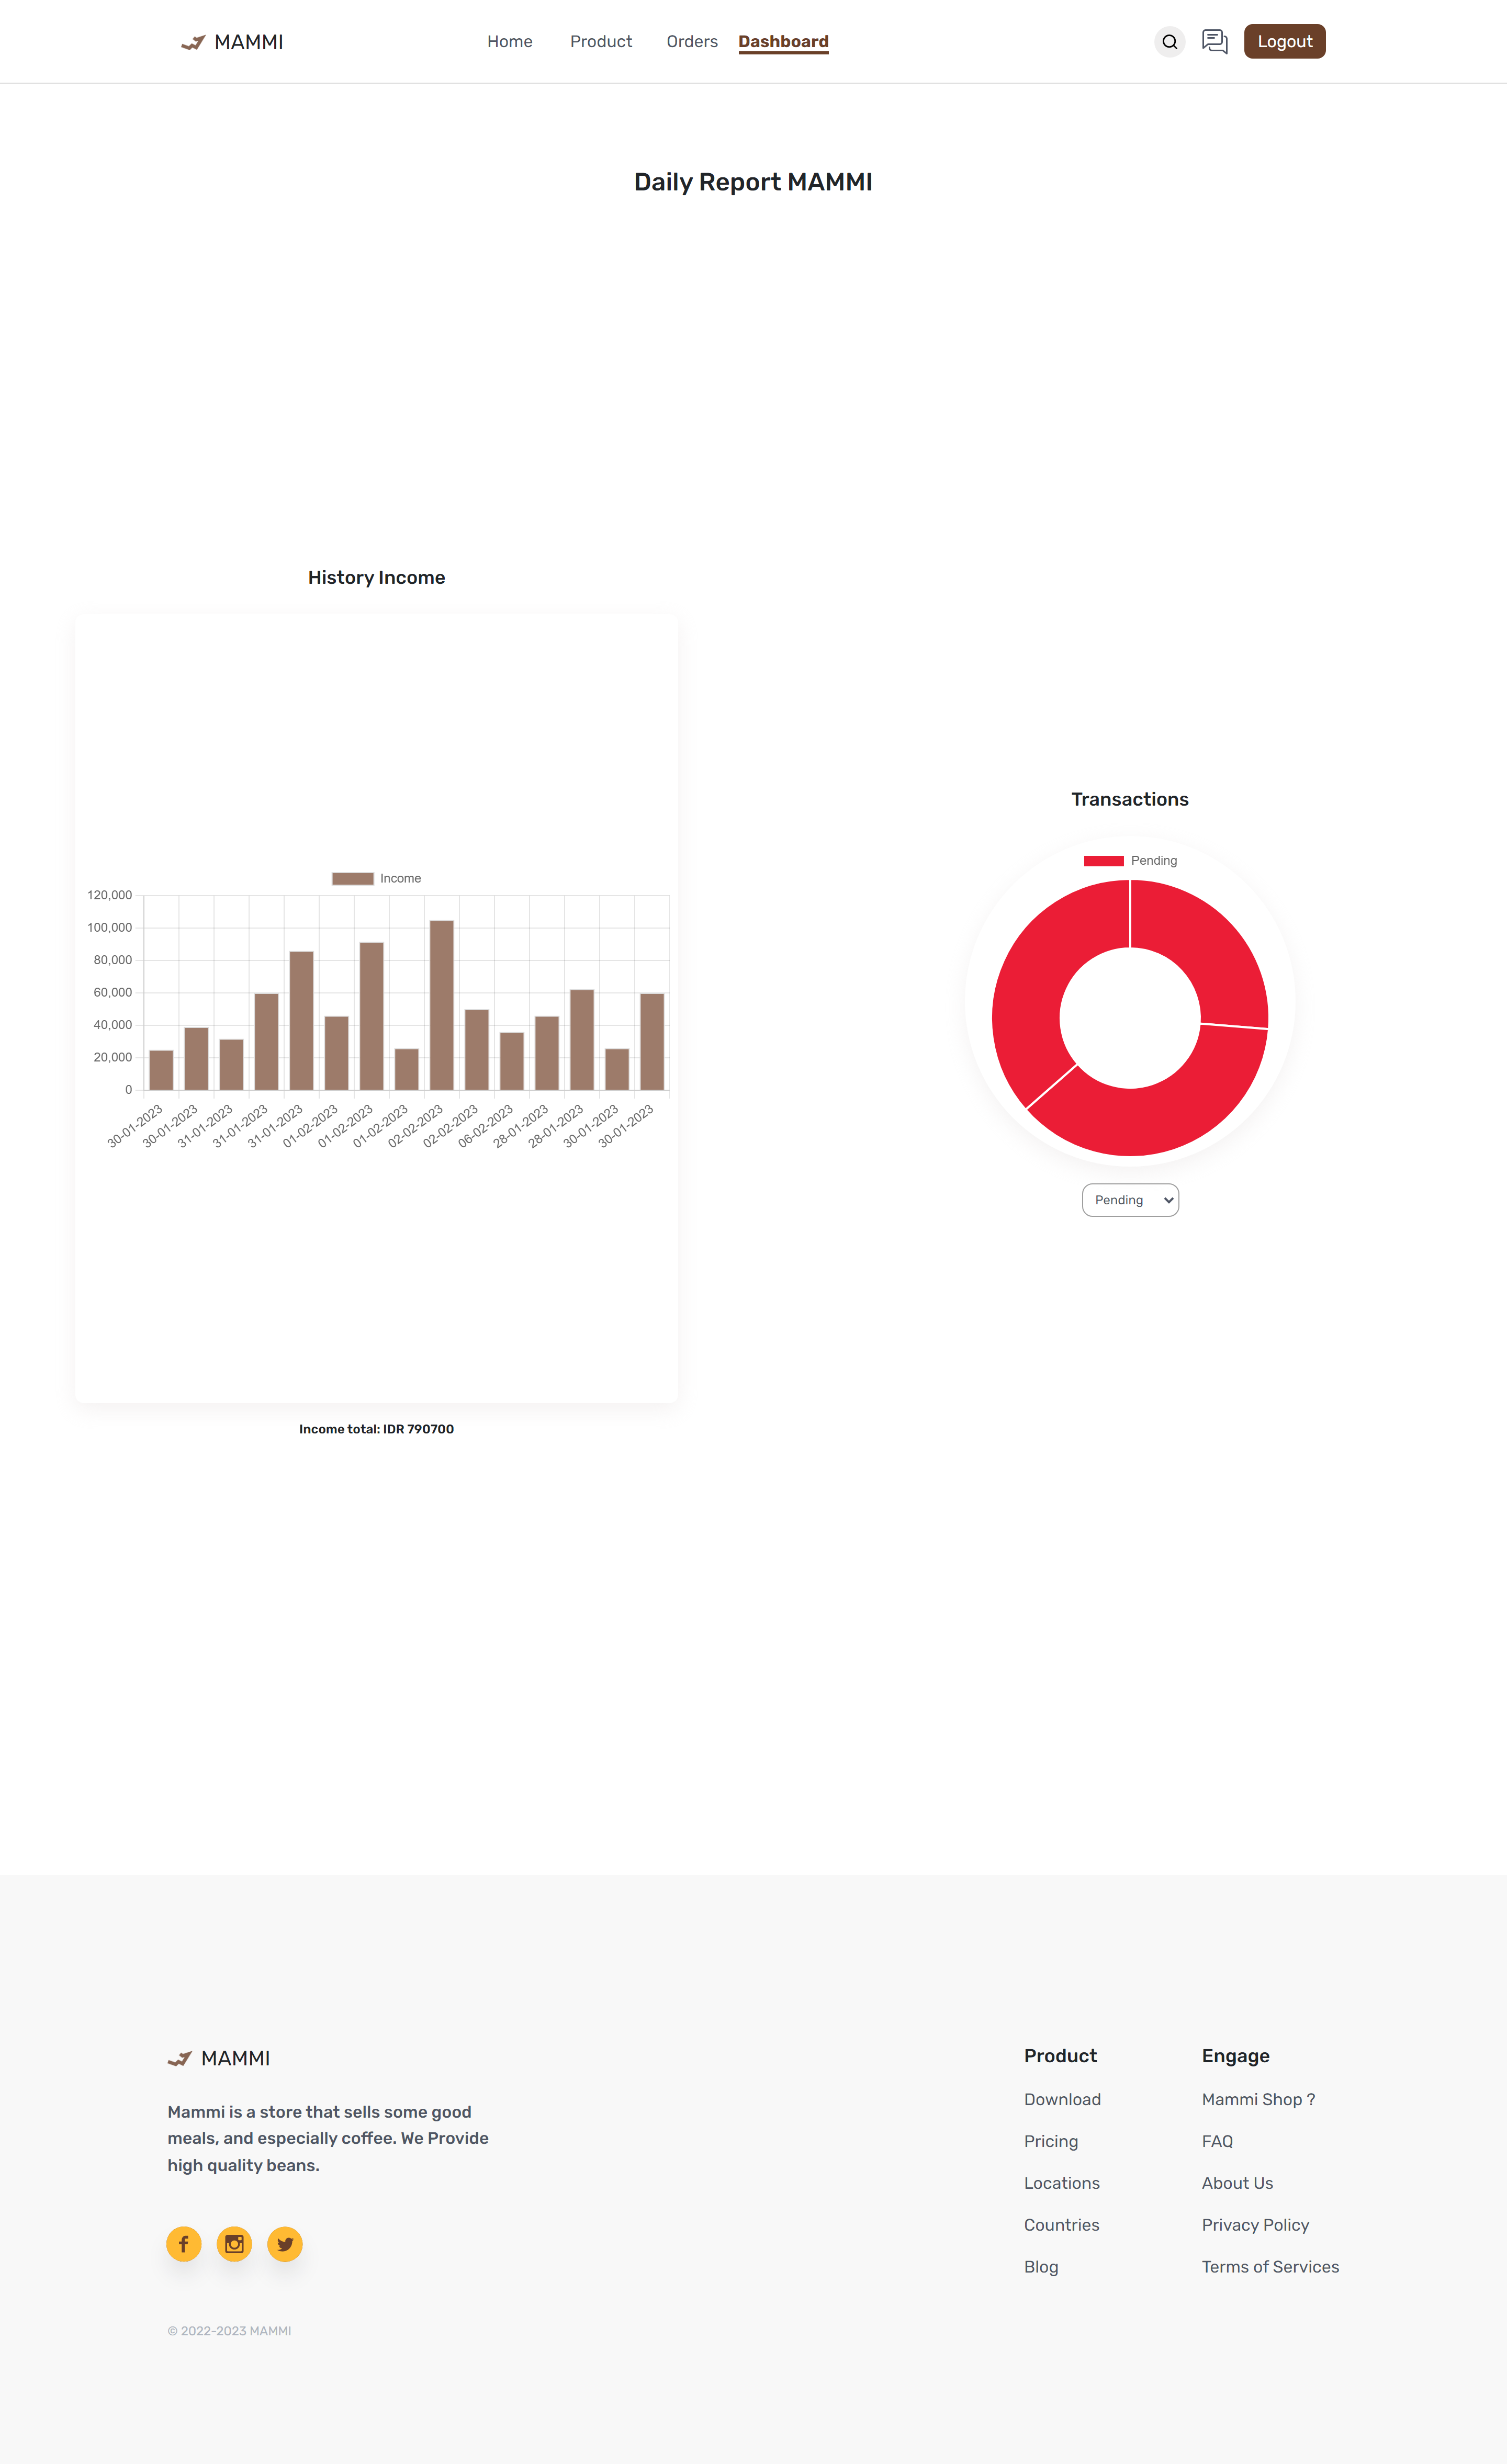 MAMMI
Home
Product
Orders
Dashboard
Logout
Daily Report MAMMI
History Income
Income
120,000
100,000
80,000
60,000
40,000
20,000
0
30-01-2023
30-01-2023
31-01-2023
31-01-2023
31-01-2023
01-02-2023
01-02-2023
01-02-2023
02-02-2023
02-02-2023
06-02-2023
28-01-2023
28-01-2023
30-01-2023
30-01-2023
Income total: IDR 790700
Transactions
Pending
Pending
MAMMI
Mammi is a store that sells some good
meals, and especially coffee. We Provide
high quality beans.
© 2022-2023 MAMMI
Product
Download
Pricing
Locations
Countries
Blog
Engage
Mammi Shop ?
FAQ
About Us
Privacy Policy
Terms of Services